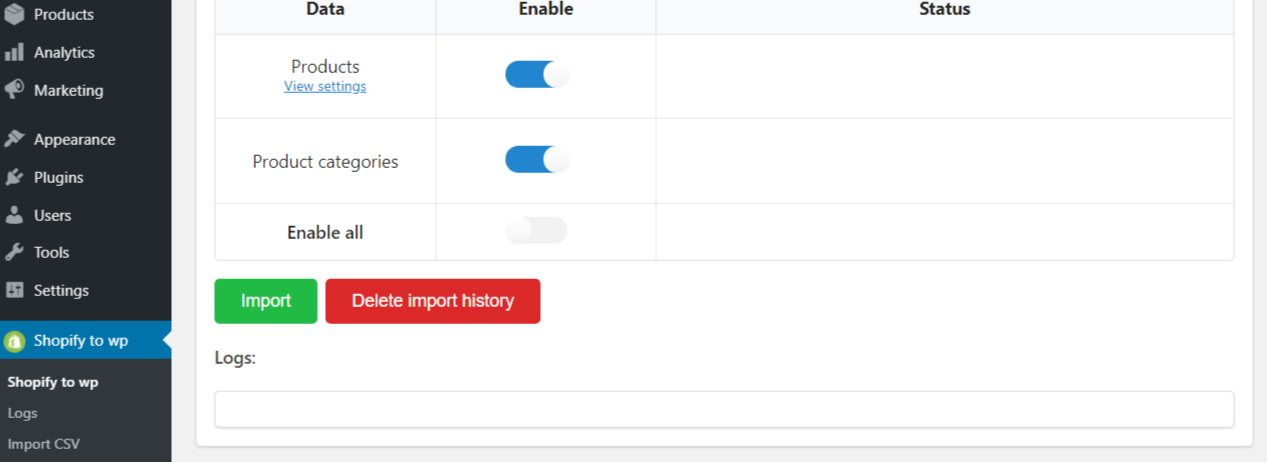 Products
Analytics
Marketing
Appearance
Plugins
Users
Tools
Settings
Shopify to wp
Shopify to wp
Logs
Import CSV
Data Enable Status
Products
View settings
Product categories
Enable all
Import Delete import history
Logs: